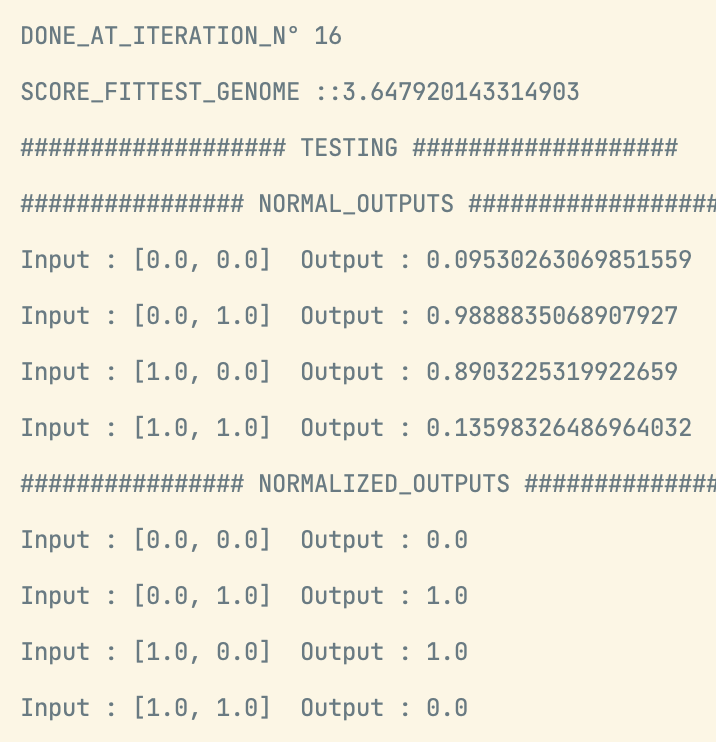 DONE_AT_ITERATION_N° 16
SCORE_FITTEST_GENOME ::3.647920143314903
################### TESTING ###################
################ NORMAL_OUTPUTS ##################
Input : [0.0, 0.0]  Output : 0.09530263069851559
Input : [0.0, 1.0]  Output : 0.9888835068907927
Input : [1.0, 0.0]  Output : 0.8903225319922659
Input : [1.0, 1.0]  Output : 0.13598326486964032
################ NORMALIZED_OUTPUTS ##############
Input : [0.0, 0.0]  Output : 0.0
Input : [0.0, 1.0]  Output : 1.0
Input : [1.0, 0.0]  Output : 1.0
Input : [1.0, 1.0]  Output : 0.0